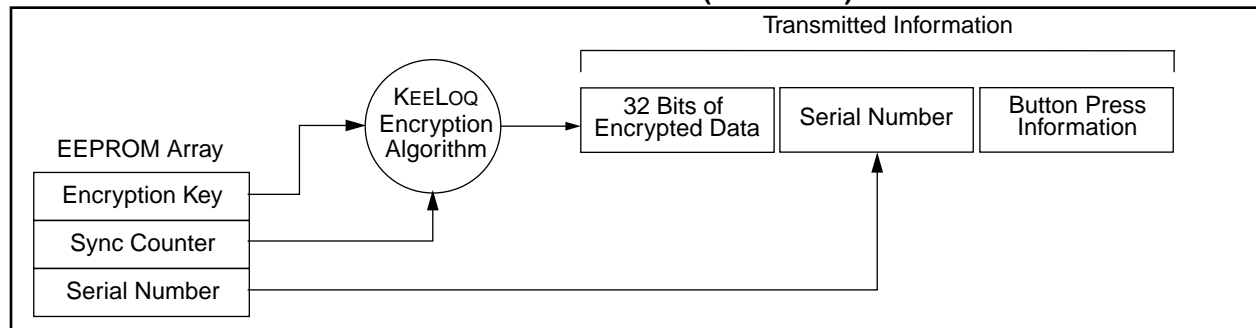 Transmitted Information
KEELOQ
Encryption
Algorithm
32 Bits of
Encrypted Data
Serial Number
Button Press
Information
EEPROM Array
Encryption Key
Sync Counter
Serial Number